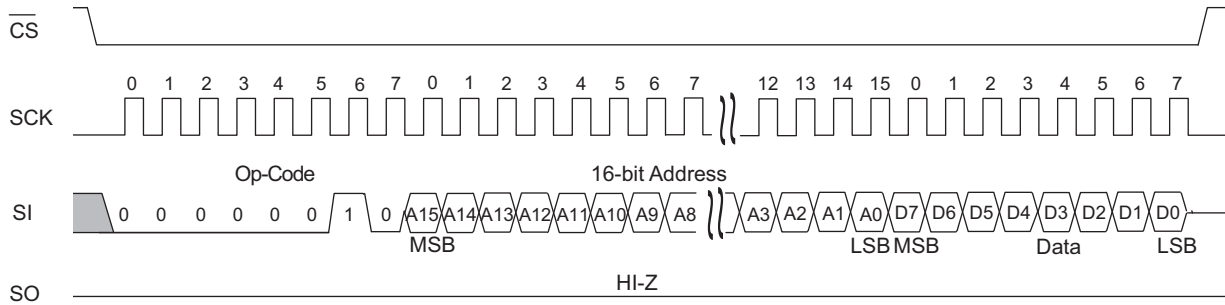 CS
0 1 2 3 4 5 6 7 0 1 2 3 4 5 6 7 12 13 14 15 0 1 2 3 4 5 6 7
SCK
Op-Code 16-bit Address
SI 0 0 0 0 0 0 1 0 A15 A14 A13 A12 A11 A10 A9 A8 A3 A2 A1 A0 D7 D6 D5 D4 D3 D2 D1 D0
MSB LSB MSB Data LSB
HI-Z
SO